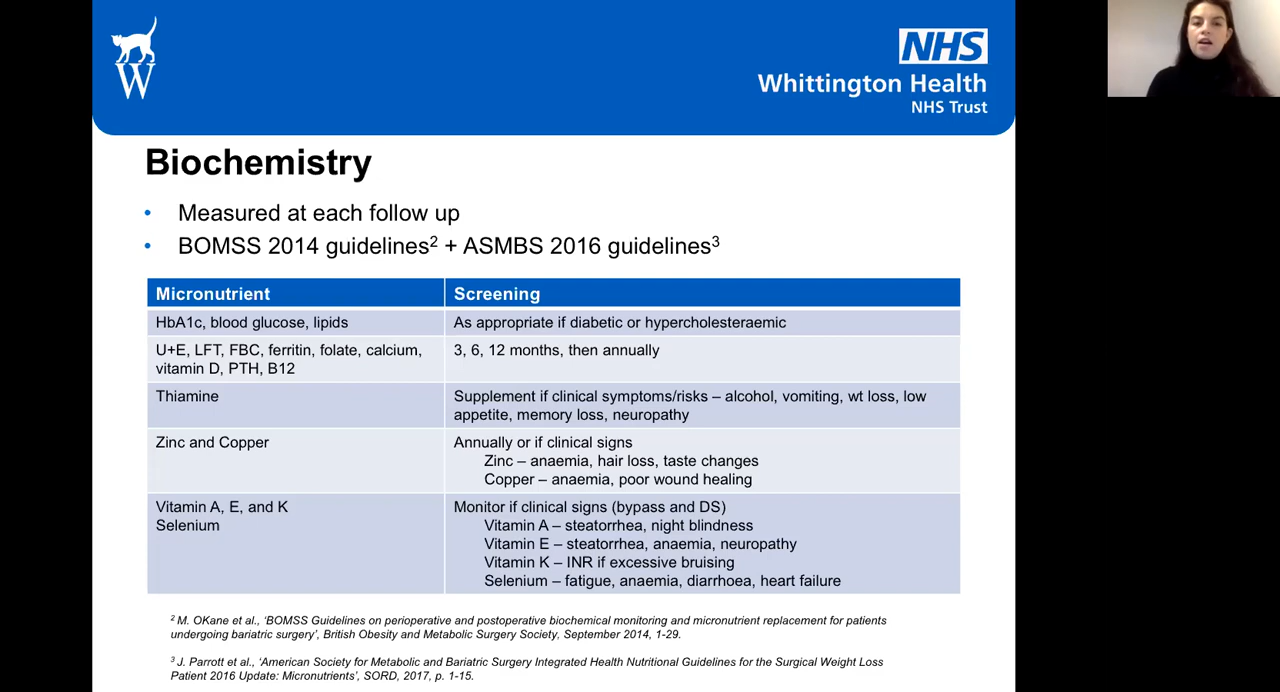 W
NHS
Whittington Health
NHS Trust
Biochemistry
• Measured at each follow up
• BOMSS 2014 guidelines² + ASMBS 2016 guidelines³
Micronutrient Screening
HbA1c, blood glucose, lipids As appropriate if diabetic or hypercholesteraemic
U+E, LFT, FBC, ferritin, folate, calcium, 3, 6, 12 months, then annually
vitamin D, PTH, B12
Thiamine Supplement if clinical symptoms/risks – alcohol, vomiting, wt loss, low
appetite, memory loss, neuropathy
Zinc and Copper Annually or if clinical signs
Zinc – anaemia, hair loss, taste changes
Copper – anaemia, poor wound healing
Vitamin A, E, and K Monitor if clinical signs (bypass and DS)
Selenium Vitamin A – steatorrhea, night blindness
Vitamin E – steatorrhea, anaemia, neuropathy
Vitamin K – INR if excessive bruising
Selenium – fatigue, anaemia, diarrhoea, heart failure
² M. OKane et al., ‘BOMSS Guidelines on perioperative and postoperative biochemical monitoring and micronutrient replacement for patients
undergoing bariatric surgery’, British Obesity and Metabolic Surgery Society, September 2014, 1-29.
³ J. Parrott et al., ‘American Society for Metabolic and Bariatric Surgery Integrated Health Nutritional Guidelines for the Surgical Weight Loss
Patient 2016 Update: Micronutrients’, SORD, 2017, p. 1-15.